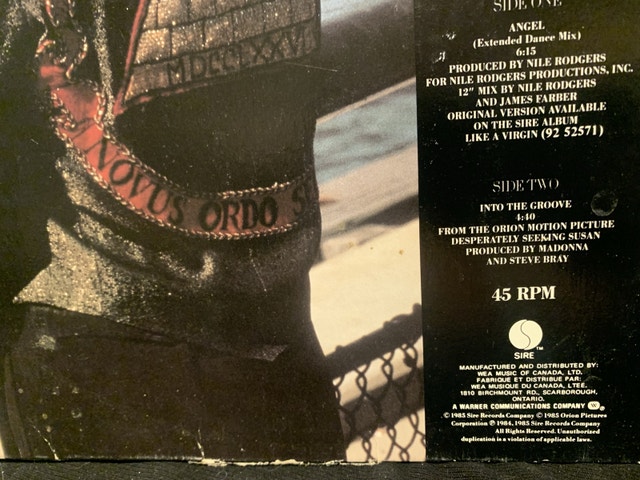 MDCCLXXVI
NOVUS ORDO
SIDE ONE
ANGEL
(Extended Dance Mix)
6:15
PRODUCED BY NILE RODGERS
FOR NILE RODGERS PRODUCTIONS, INC.
12" MIX BY NILE RODGERS
AND JAMES FARBER
ORIGINAL VERSION AVAILABLE
ON THE SIRE ALBUM
LIKE A VIRGIN (92 52571)
SIDE TWO
INTO THE GROOVE
4:40
FROM THE ORION MOTION PICTURE
DESPERATELY SEEKING SUSAN
PRODUCED BY MADONNA
AND STEVE BRAY
45 RPM
SIRE™
MANUFACTURED AND DISTRIBUTED BY:
WEA MUSIC OF CANADA, LTD.
FABRIQUE ET DISTRIBUE PAR:
WEA MUSIQUE DU CANADA, LTEE.
1810 BIRCHMOUNT RD., SCARBOROUGH,
ONTARIO.
A WARNER COMMUNICATIONS COMPANY
© 1985 Sire Records Company © 1985 Orion Pictures
Corporation ℗ 1984, 1985 Sire Records Company
All Rights Reserved. Unauthorized
duplication is a violation of applicable laws.